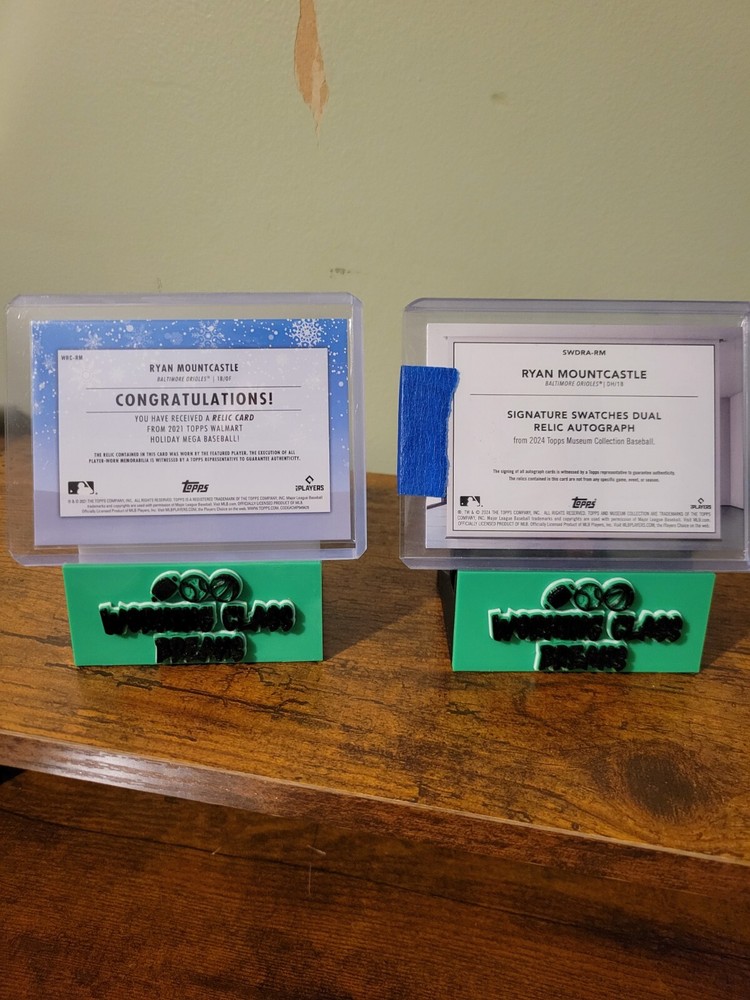 WRC-RM
RYAN MOUNTCASTLE
BALTIMORE ORIOLES™ | 1B/OF
CONGRATULATIONS!
YOU HAVE RECEIVED A RELIC CARD
FROM 2021 TOPPS WALMART
HOLIDAY MEGA BASEBALL!
THE RELIC CONTAINED IN THIS CARD WAS WORN BY THE FEATURED PLAYER. THE EXECUTION OF ALL
PLAYER-WORN MEMORABILIA IS WITNESSED BY A TOPPS REPRESENTATIVE TO GUARANTEE AUTHENTICITY.
Topps
PLAYERS
WORKING CLASS
DREAMS
SWDRA-RM
RYAN MOUNTCASTLE
BALTIMORE ORIOLES® | DH/1B
SIGNATURE SWATCHES DUAL
RELIC AUTOGRAPH
from 2024 Topps Museum Collection Baseball.
The signing of all autograph cards is witnessed by a Topps representative to guarantee authenticity.
The relics contained in this card are not from any specific game, event, or season.
Topps
PLAYERS
WORKING CLASS
DREAMS